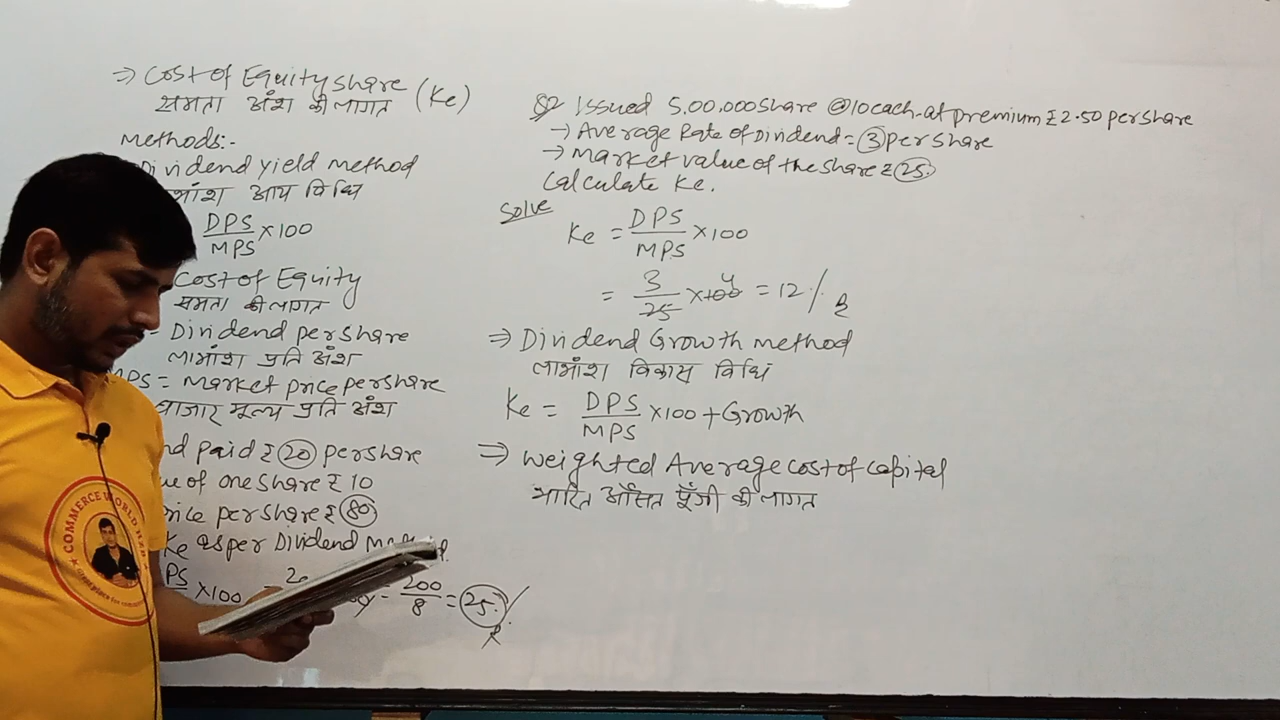 ⇒ Cost of Equity share (Ke)
समता अंश की लागत
Methods:-
Dividend yield method
लाभांश आय विधि
DPS/MPS ×100
Cost of Equity
समता की लागत
Dividend per share
लाभांश प्रति अंश
MPS = Market price per share
बाजार मूल्य प्रति अंश
paid ₹ 20 per share
of one share ₹ 10
price per share ₹ 80
Ke as per Dividend
PS ×100 = 20 = 200/8 = 25%
Issued 5,00,000 share @10 each at premium ₹ 2.50 per share
→ Average Rate of Dividend = 3 per share
→ Market value of the share ₹ 25.
Calculate Ke.
Solve
Ke = DPS/MPS ×100
= 3/25 ×100 4 = 12%
⇒ Dividend Growth method
लाभांश विकास विधि
Ke = DPS/MPS ×100 + Growth
⇒ Weighted Average cost of capital
भारित औसत पूँजी की लागत
COMMERCE WORLD